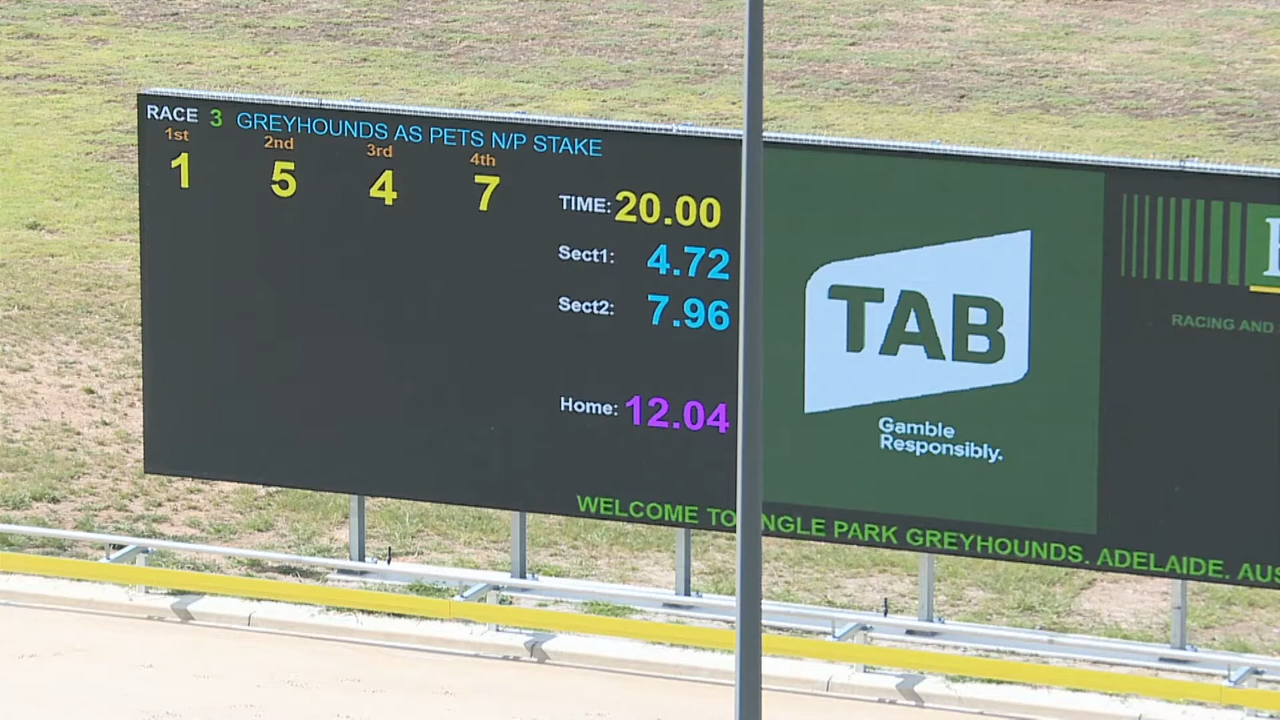 RACE 3 GREYHOUNDS AS PETS N/P STAKE
1st 2nd 3rd 4th
1 5 4 7
TIME: 20.00
Sect1: 4.72
Sect2: 7.96
Home: 12.04
TAB
Gamble
Responsibly.
RACING AND
WELCOME TO NGLE PARK GREYHOUNDS. ADELAIDE. AUS